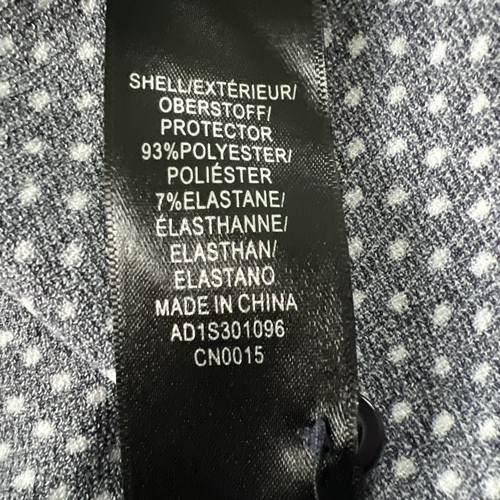 SHELL/EXTÉRIEUR/
OBERSTOFF/
PROTECTOR
93%POLYESTER/
POLIÉSTER
7%ELASTANE/
ÉLASTHANNE/
ELASTHAN/
ELASTANO
MADE IN CHINA
AD1S301096
CN0015